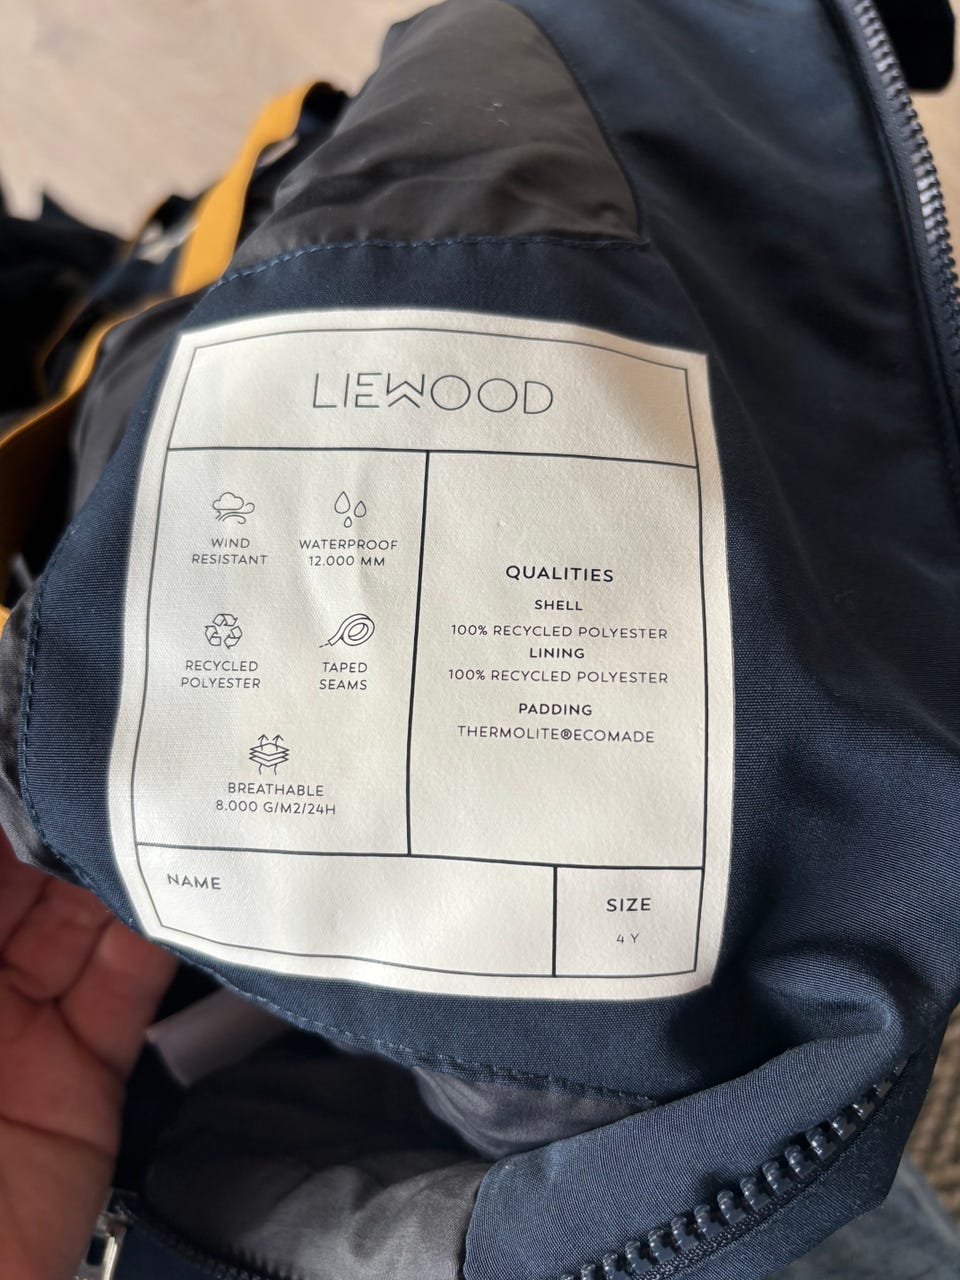 LIEWOOD
WIND
RESISTANT
WATERPROOF
12.000 MM
RECYCLED
POLYESTER
TAPED
SEAMS
BREATHABLE
8.000 G/M2/24H
QUALITIES
SHELL
100% RECYCLED POLYESTER
LINING
100% RECYCLED POLYESTER
PADDING
THERMOLITE®ECOMADE
NAME
SIZE
4 Y